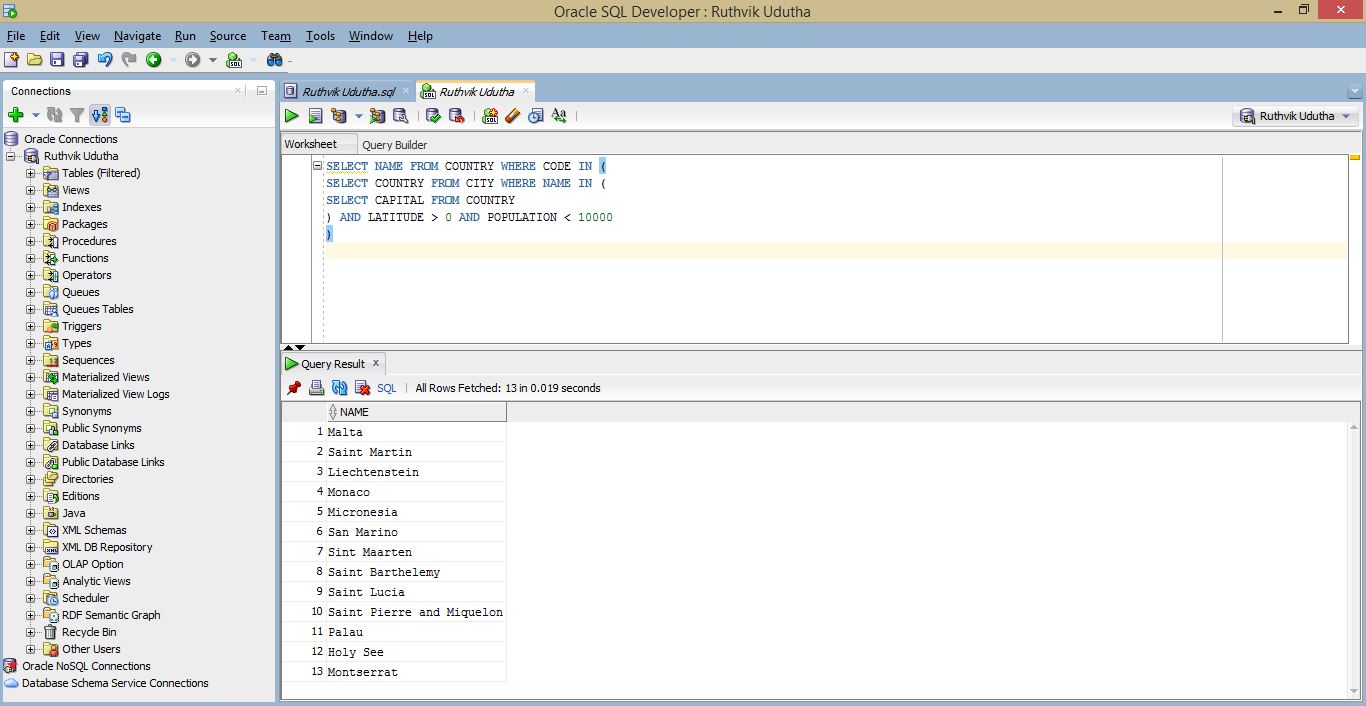 Oracle SQL Developer : Ruthvik Udutha
File Edit View Navigate Run Source Team Tools Window Help
Connections
Oracle Connections
Ruthvik Udutha
Tables (Filtered)
Views
Indexes
Packages
Procedures
Functions
Operators
Queues
Queues Tables
Triggers
Types
Sequences
Materialized Views
Materialized View Logs
Synonyms
Public Synonyms
Database Links
Public Database Links
Directories
Editions
Java
XML Schemas
XML DB Repository
OLAP Option
Analytic Views
Scheduler
RDF Semantic Graph
Recycle Bin
Other Users
Oracle NoSQL Connections
Database Schema Service Connections
Ruthvik Udutha.sql Ruthvik Udutha
Ruthvik Udutha
Worksheet Query Builder
SELECT NAME FROM COUNTRY WHERE CODE IN (
SELECT COUNTRY FROM CITY WHERE NAME IN (
SELECT CAPITAL FROM COUNTRY
) AND LATITUDE > 0 AND POPULATION < 10000
)
Query Result
SQL | All Rows Fetched: 13 in 0.019 seconds
NAME
1 Malta
2 Saint Martin
3 Liechtenstein
4 Monaco
5 Micronesia
6 San Marino
7 Sint Maarten
8 Saint Barthelemy
9 Saint Lucia
10 Saint Pierre and Miquelon
11 Palau
12 Holy See
13 Montserrat